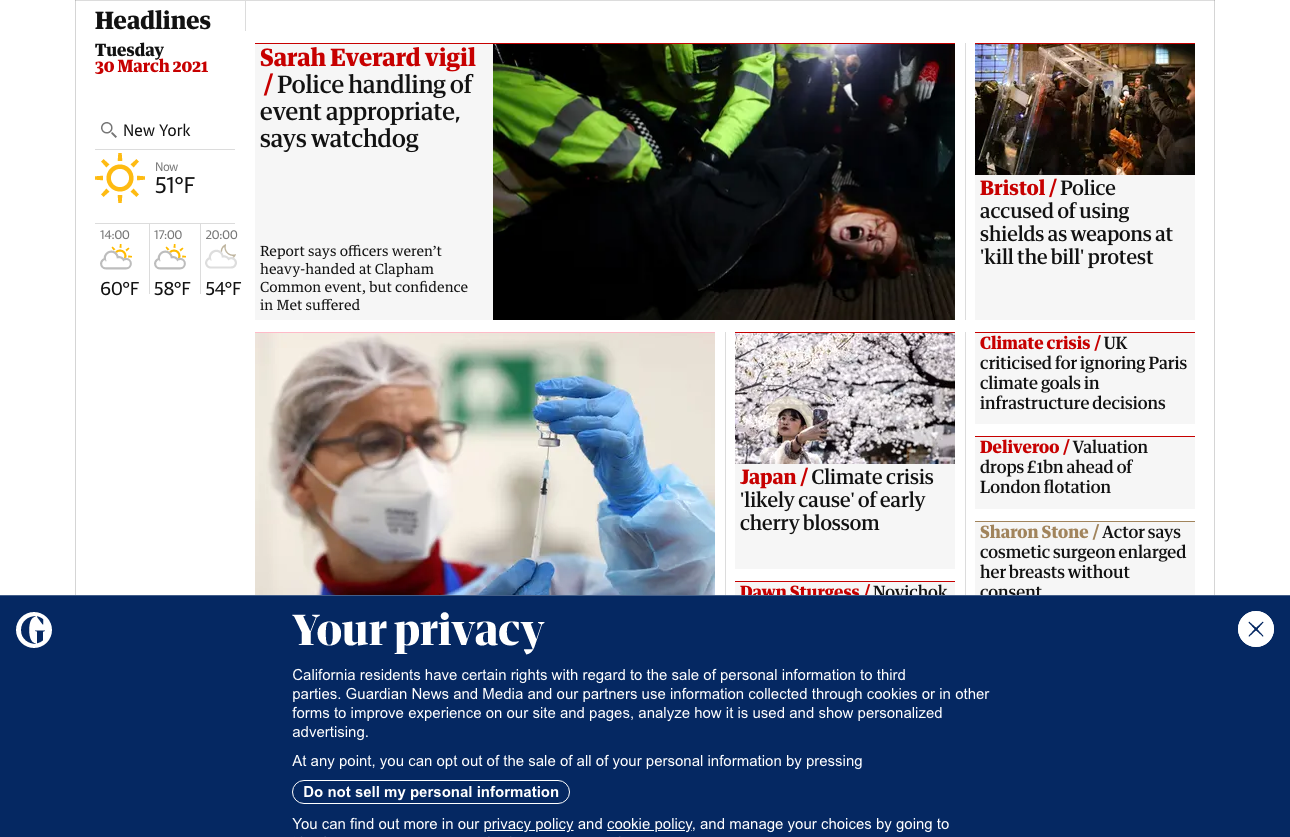 Headlines
Tuesday
30 March 2021
New York
Now
51°F
14:00
17:00
20:00
60°F
58°F
54°F
Sarah Everard vigil
/ Police handling of
event appropriate,
says watchdog
Report says officers weren’t
heavy-handed at Clapham
Common event, but confidence
in Met suffered
Bristol / Police
accused of using
shields as weapons at
'kill the bill' protest
Japan / Climate crisis
'likely cause' of early
cherry blossom
Dawn Sturgess / Novichok
Climate crisis / UK
criticised for ignoring Paris
climate goals in
infrastructure decisions
Deliveroo / Valuation
drops £1bn ahead of
London flotation
Sharon Stone / Actor says
cosmetic surgeon enlarged
her breasts without
consent
G
Your privacy
California residents have certain rights with regard to the sale of personal information to third
parties. Guardian News and Media and our partners use information collected through cookies or in other
forms to improve experience on our site and pages, analyze how it is used and show personalized
advertising.
At any point, you can opt out of the sale of all of your personal information by pressing
Do not sell my personal information
You can find out more in our privacy policy and cookie policy, and manage your choices by going to